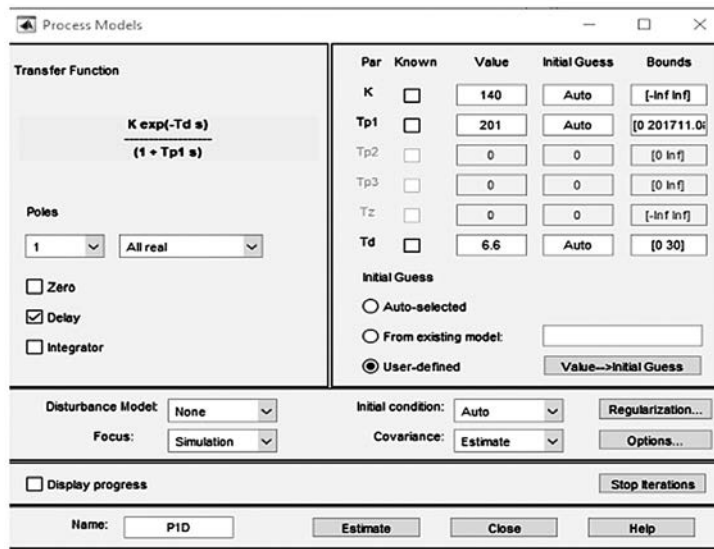 Process Models
Transfer Function
K exp(-Td s)
(1 + Tp1 s)
Poles
1 All real
Zero
Delay
Integrator
Par Known Value Initial Guess Bounds
K 140 Auto [-Inf Inf]
Tp1 201 Auto
Tp2 0 0 [0 Inf]
Tp3 0 0 [0 Inf]
Tz 0 0 [-Inf Inf]
Td 6.6 Auto [0 30]
Initial Guess
Auto-selected
From existing model:
User-defined Value-->Initial Guess
Disturbance Model: None Initial condition: Auto Regularization...
Focus: Simulation Covariance: Estimate Options...
Display progress Stop Iterations
Name: P1D Estimate Close Help